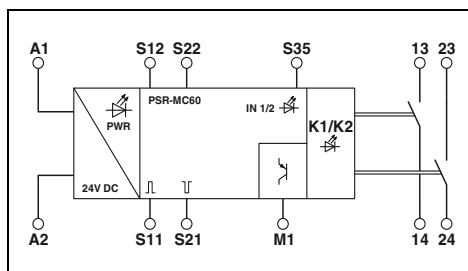 A1 S12 S22 S35 13 23
PSR-MC60
PWR IN 1/2 K1/K2
24V DC
A2 S11 S21 M1 14 24